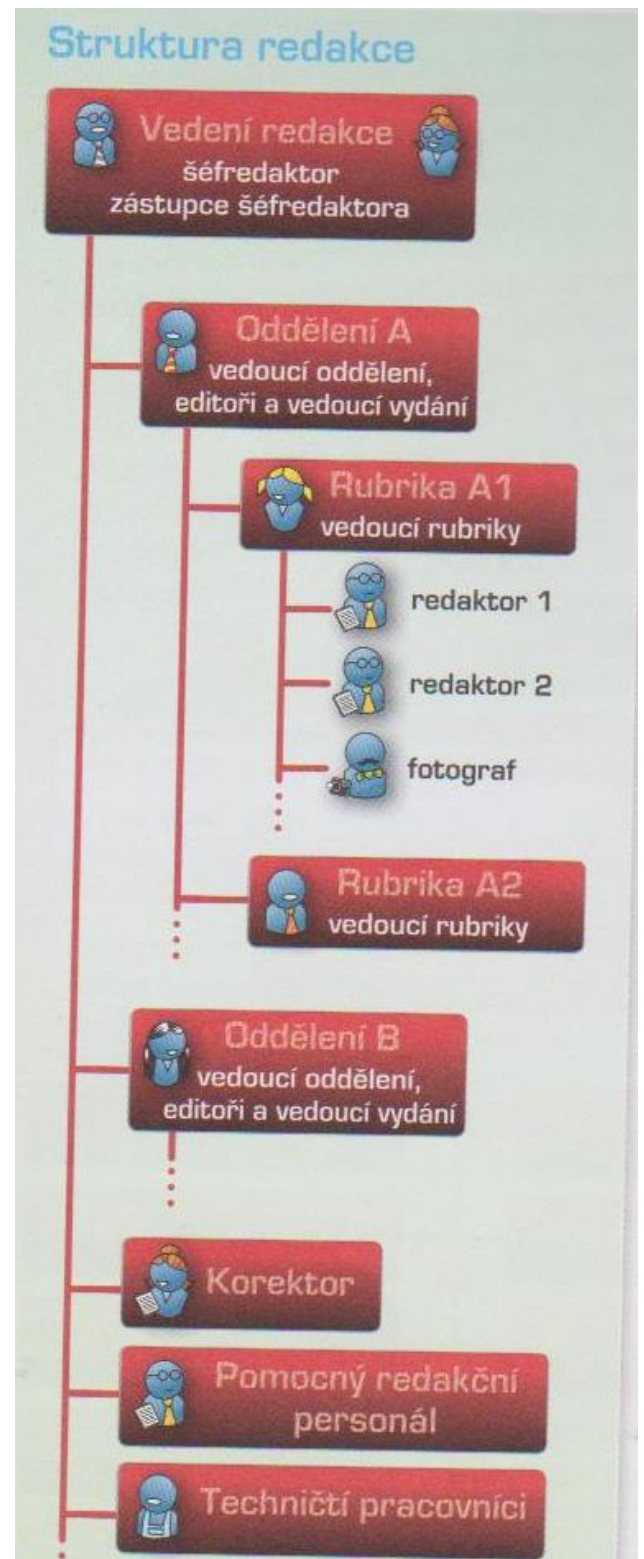 Struktura redakce
Vedení redakce
šéfredaktor
zástupce šéfredaktora
Oddělení A
vedoucí oddělení,
editoři a vedoucí vydání
Rubrika A1
vedoucí rubriky
redaktor 1
redaktor 2
fotograf
Rubrika A2
vedoucí rubriky
Oddělení B
vedoucí oddělení,
editoři a vedoucí vydání
Korektor
Pomocný redakční
personál
Techničtí pracovníci